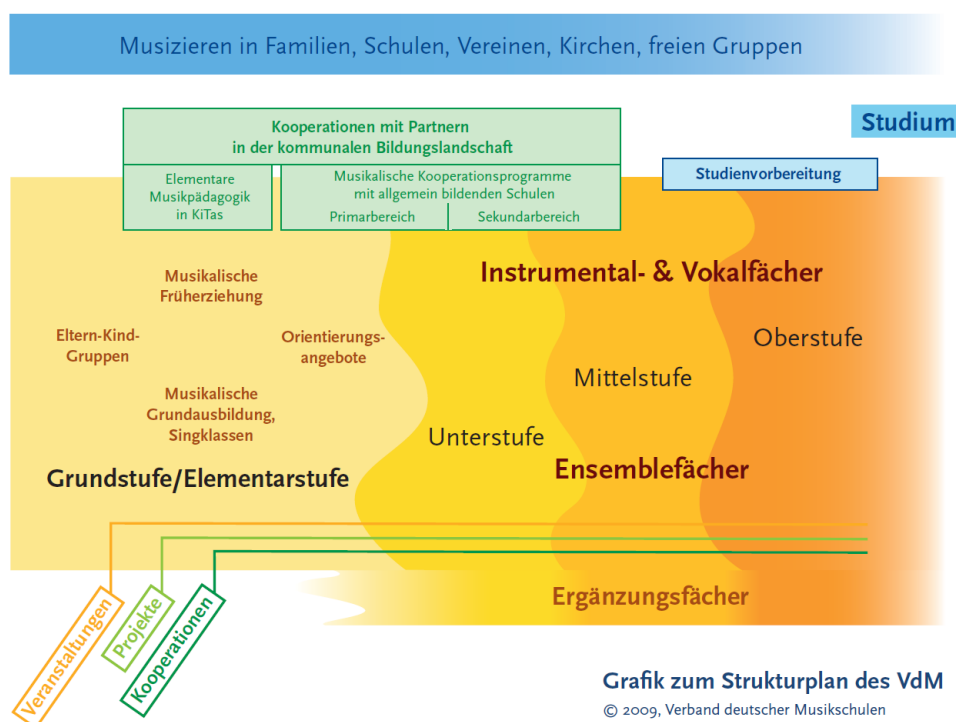 Musizieren in Familien, Schulen, Vereinen, Kirchen, freien Gruppen
Studium
Kooperationen mit Partnern
in der kommunalen Bildungslandschaft
Elementare
Musikpädagogik
in KiTas
Musikalische Kooperationsprogramme
mit allgemein bildenden Schulen
Primarbereich
Sekundarbereich
Studienvorbereitung
Instrumental- & Vokalfächer
Musikalische
Früherziehung
Eltern-Kind-
Gruppen
Orientierungs-
angebote
Musikalische
Grundausbildung,
Singklassen
Oberstufe
Mittelstufe
Unterstufe
Grundstufe/Elementarstufe
Ensemblefächer
Ergänzungsfächer
Veranstaltungen
Projekte
Kooperationen
Grafik zum Strukturplan des VdM
© 2009, Verband deutscher Musikschulen